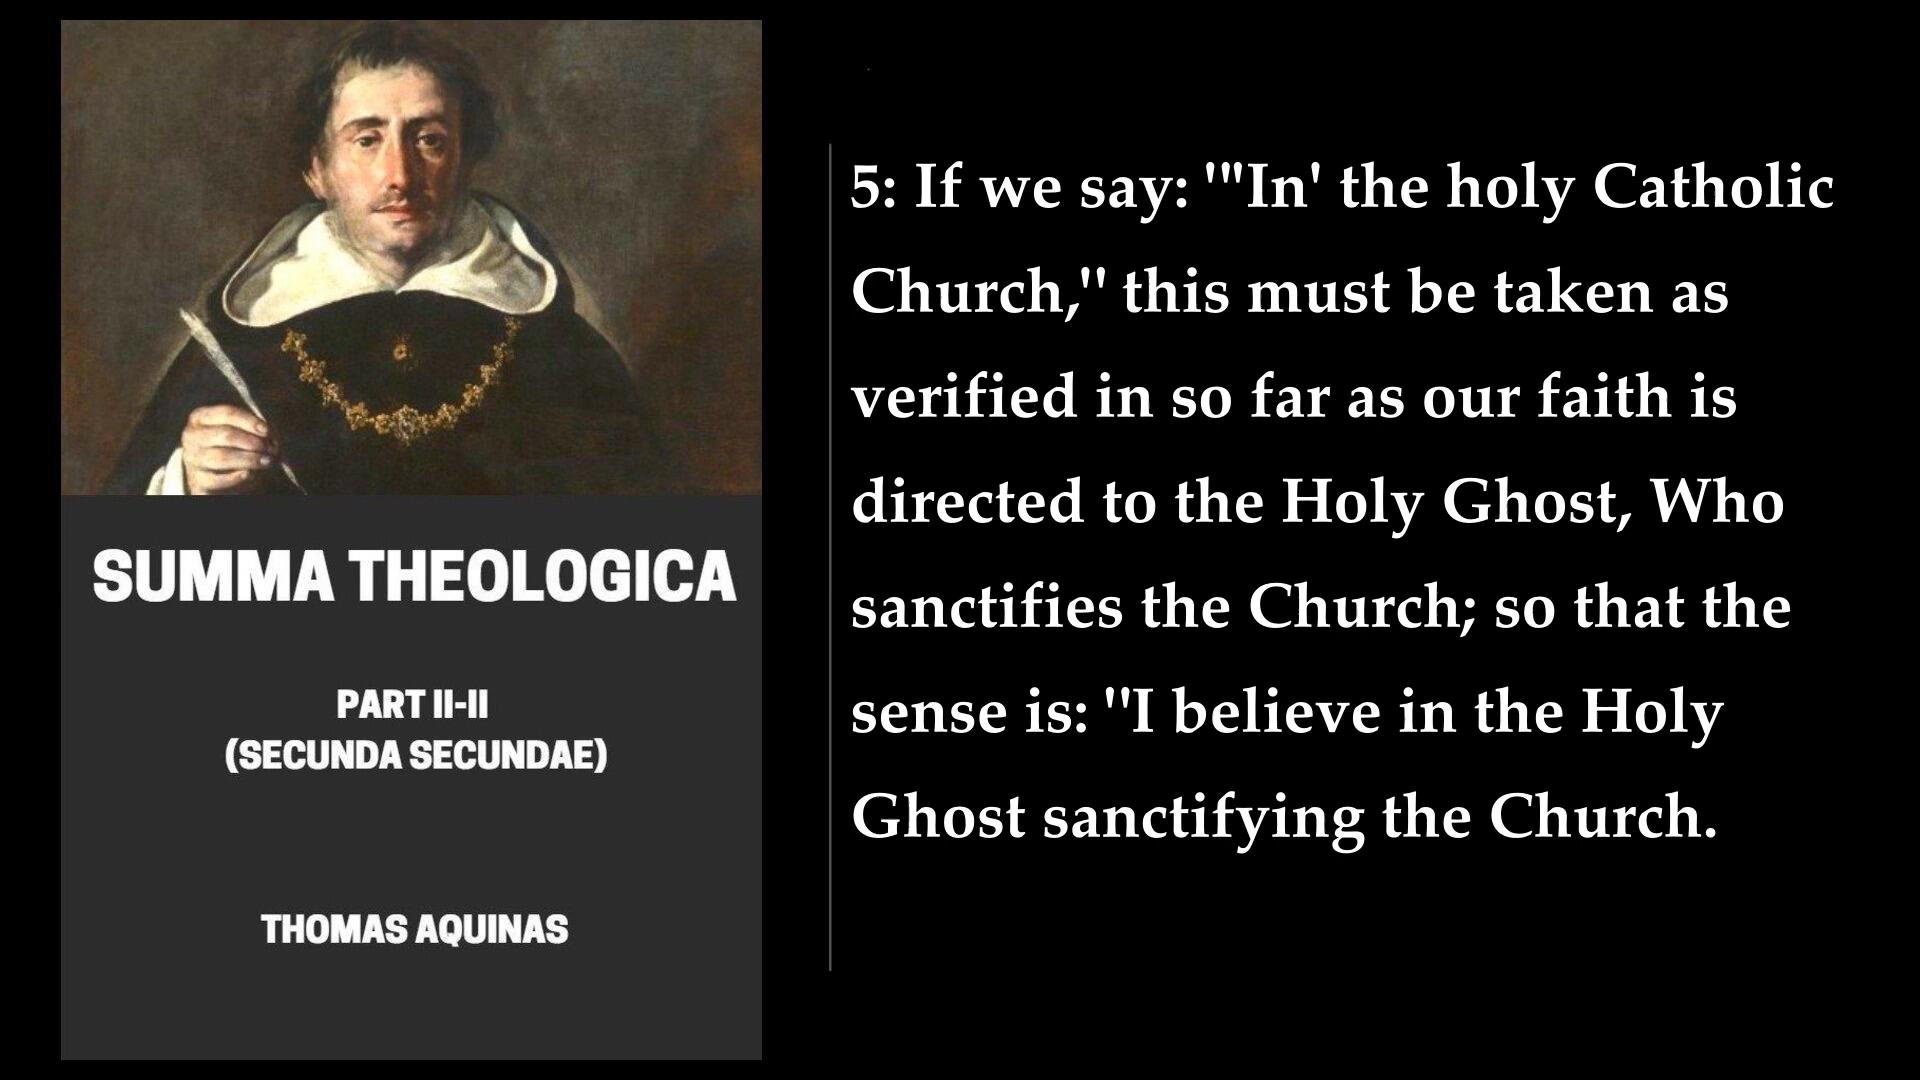 SUMMA THEOLOGICA
PART II-II
(SECUNDA SECUNDAE)
THOMAS AQUINAS
5: If we say: '"In' the holy Catholic
Church," this must be taken as
verified in so far as our faith is
directed to the Holy Ghost, Who
sanctifies the Church; so that the
sense is: "I believe in the Holy
Ghost sanctifying the Church.